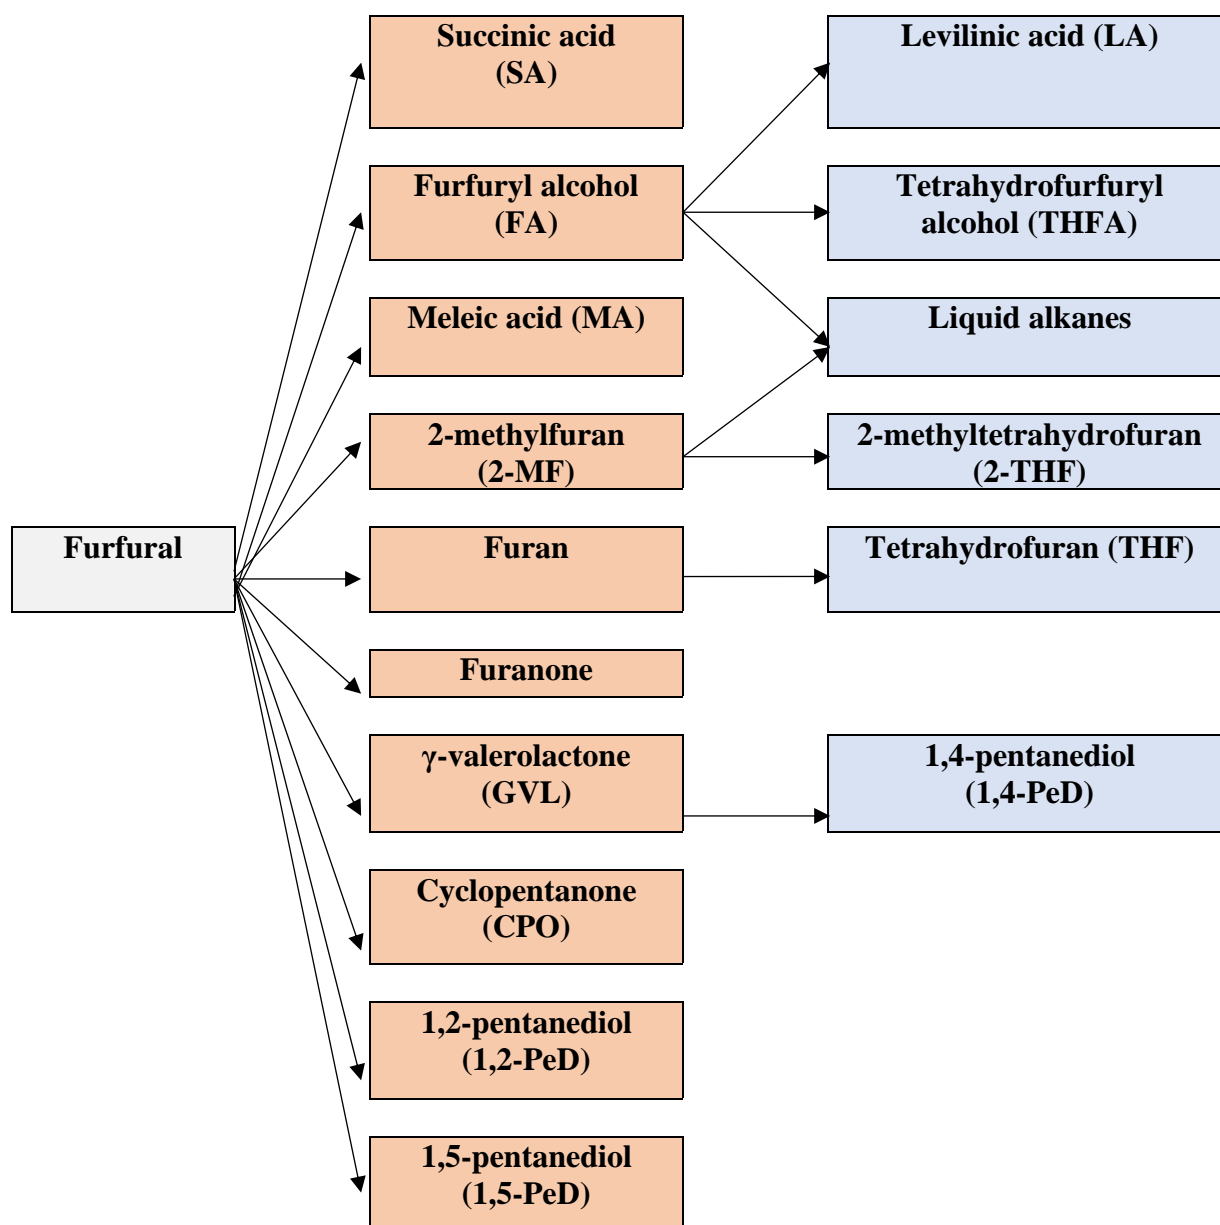 Succinic acid
(SA)
Levilinic acid (LA)
Furfuryl alcohol
(FA)
Tetrahydrofurfuryl
alcohol (THFA)
Meleic acid (MA)
Liquid alkanes
2-methylfuran
(2-MF)
2-methyltetrahydrofuran
(2-THF)
Furfural
Furan
Tetrahydrofuran (THF)
Furanone
γ-valerolactone
(GVL)
1,4-pentanediol
(1,4-PeD)
Cyclopentanone
(CPO)
1,2-pentanediol
(1,2-PeD)
1,5-pentanediol
(1,5-PeD)